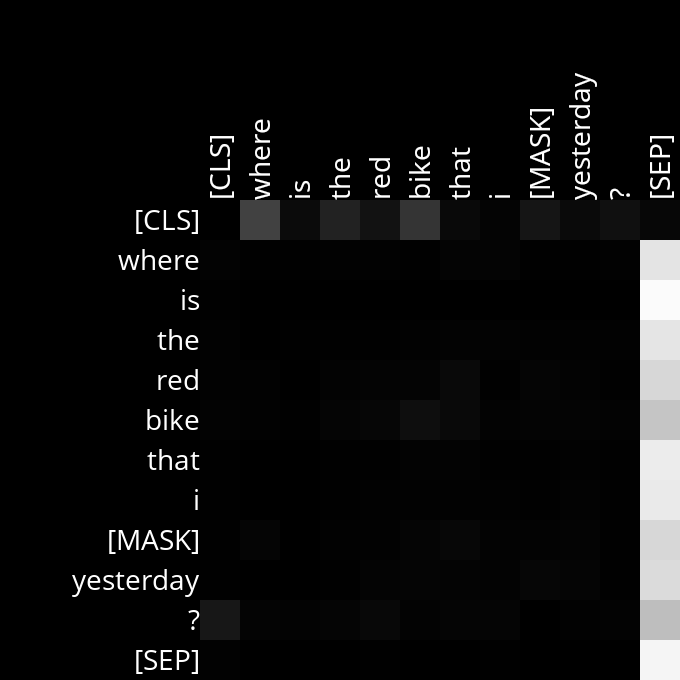 [CLS] where is the red bike that i [MASK] yesterday ? [SEP]
[CLS]
where
is
the
red
bike
that
i
[MASK]
yesterday
?
[SEP]